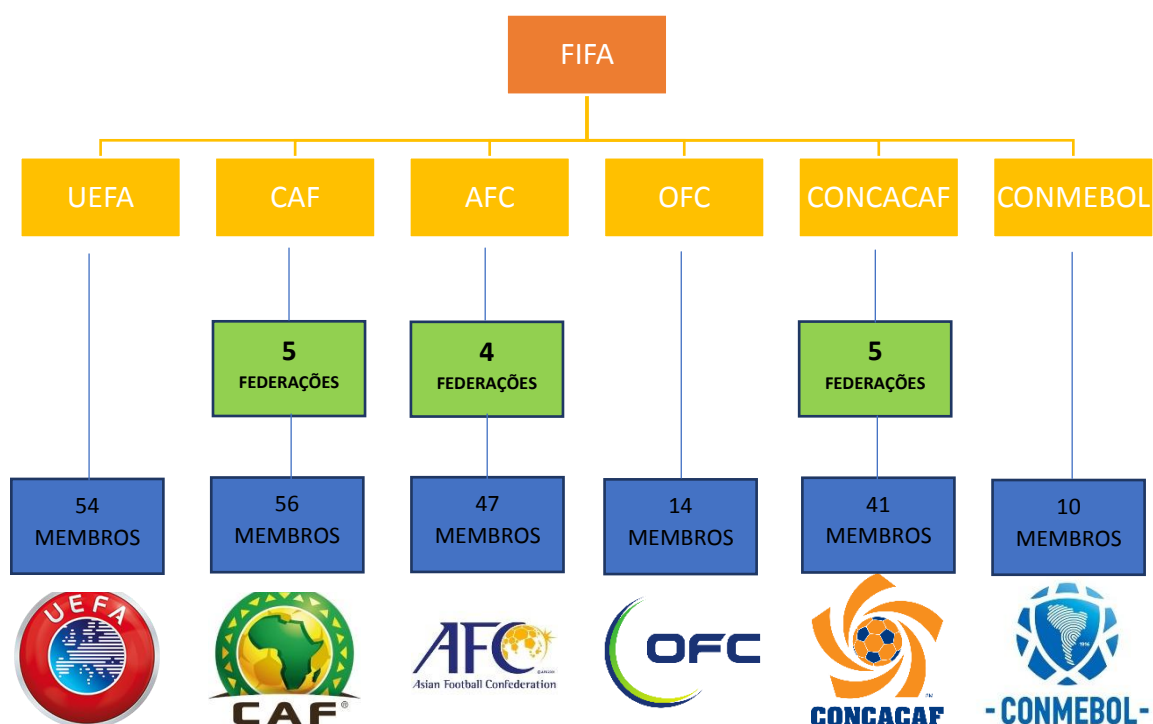 FIFA
UEFA
CAF
AFC
OFC
CONCACAF
CONMEBOL
5
FEDERAÇÕES
4
FEDERAÇÕES
5
FEDERAÇÕES
54
MEMBROS
56
MEMBROS
47
MEMBROS
14
MEMBROS
41
MEMBROS
10
MEMBROS
UEFA
CAF
AFC
Asian Football Confederation
OFC
CONCACAF
- CONMEBOL -